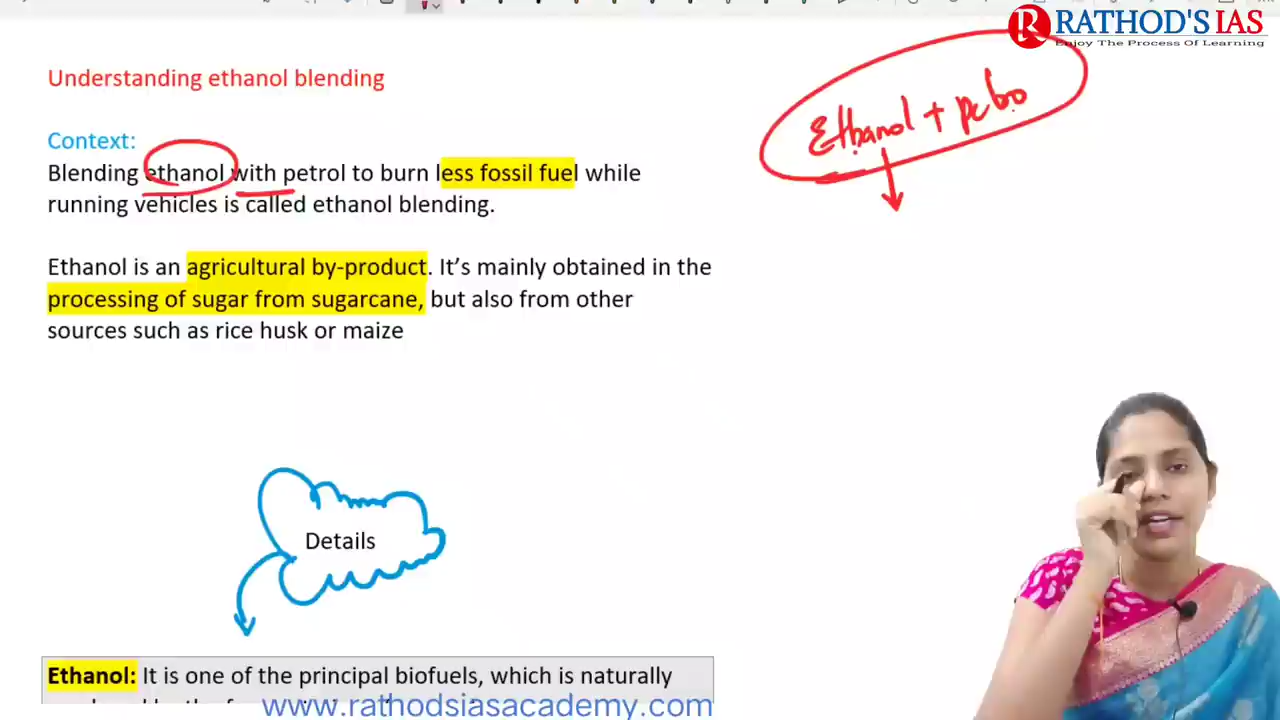 RATHOD'S IAS
Enjoy The Process Of Learning
Understanding ethanol blending
Ethanol +
Context:
Blending ethanol with petrol to burn less fossil fuel while
running vehicles is called ethanol blending.
Ethanol is an agricultural by-product. It's mainly obtained in the
processing of sugar from sugarcane, but also from other
sources such as rice husk or maize
Details
Ethanol: It is one of the principal biofuels, which is naturally
www.rathodsiasacademy.com